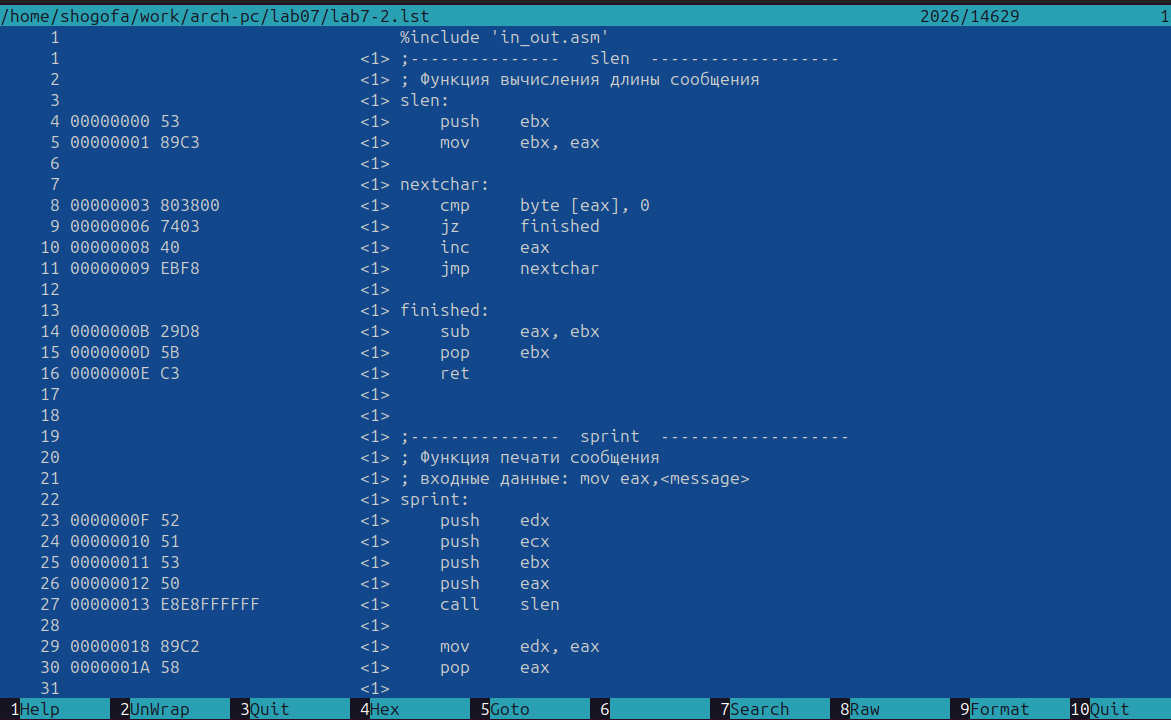 /home/shogofa/work/arch-pc/lab07/lab7-2.lst 2026/14629 1
1 %include 'in_out.asm'
1 <1> ;--------------- slen -------------------
2 <1> ; Функция вычисления длины сообщения
3 <1> slen:
4 00000000 53 <1> push ebx
5 00000001 89C3 <1> mov ebx, eax
6 <1>
7 <1> nextchar:
8 00000003 803800 <1> cmp byte [eax], 0
9 00000006 7403 <1> jz finished
10 00000008 40 <1> inc eax
11 00000009 EBF8 <1> jmp nextchar
12 <1>
13 <1> finished:
14 0000000B 29D8 <1> sub eax, ebx
15 0000000D 5B <1> pop ebx
16 0000000E C3 <1> ret
17 <1>
18 <1>
19 <1> ;--------------- sprint -------------------
20 <1> ; Функция печати сообщения
21 <1> ; входные данные: mov eax,<message>
22 <1> sprint:
23 0000000F 52 <1> push edx
24 00000010 51 <1> push ecx
25 00000011 53 <1> push ebx
26 00000012 50 <1> push eax
27 00000013 E8E8FFFFFF <1> call slen
28 <1>
29 00000018 89C2 <1> mov edx, eax
30 0000001A 58 <1> pop eax
31 <1>
1Help 2UnWrap 3Quit 4Hex 5Goto 6 7Search 8Raw 9Format 10Quit